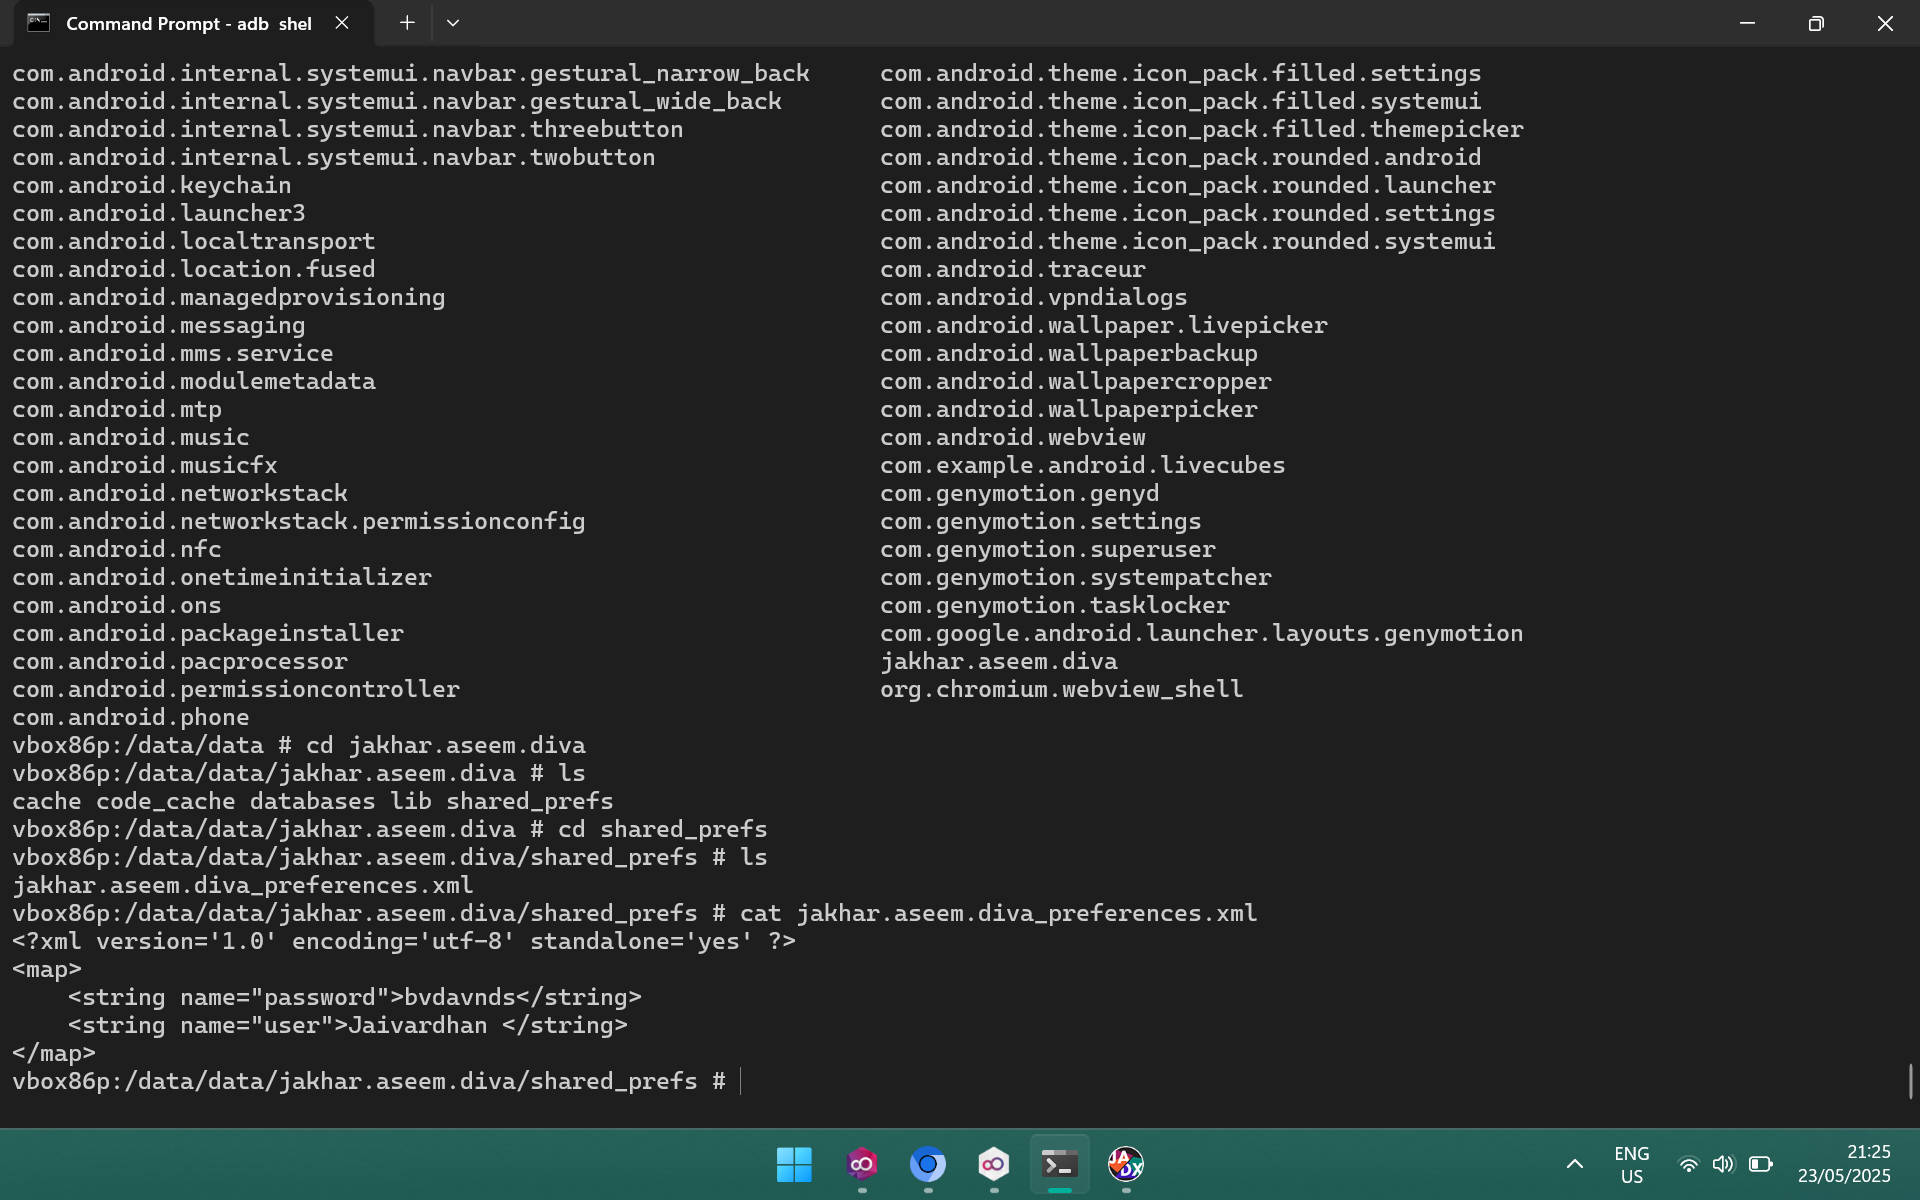 Command Prompt - adb  shel
com.android.internal.systemui.navbar.gestural_narrow_back     com.android.theme.icon_pack.filled.settings
com.android.internal.systemui.navbar.gestural_wide_back       com.android.theme.icon_pack.filled.systemui
com.android.internal.systemui.navbar.threebutton              com.android.theme.icon_pack.filled.themepicker
com.android.internal.systemui.navbar.twobutton                com.android.theme.icon_pack.rounded.android
com.android.keychain                                          com.android.theme.icon_pack.rounded.launcher
com.android.launcher3                                         com.android.theme.icon_pack.rounded.settings
com.android.localtransport                                    com.android.theme.icon_pack.rounded.systemui
com.android.location.fused                                    com.android.traceur
com.android.managedprovisioning                               com.android.vpndialogs
com.android.messaging                                         com.android.wallpaper.livepicker
com.android.mms.service                                       com.android.wallpaperbackup
com.android.modulemetadata                                    com.android.wallpapercropper
com.android.mtp                                               com.android.wallpaperpicker
com.android.music                                             com.android.webview
com.android.musicfx                                           com.example.android.livecubes
com.android.networkstack                                      com.genymotion.genyd
com.android.networkstack.permissionconfig                     com.genymotion.settings
com.android.nfc                                               com.genymotion.superuser
com.android.onetimeinitializer                                com.genymotion.systempatcher
com.android.ons                                               com.genymotion.tasklocker
com.android.packageinstaller                                  com.google.android.launcher.layouts.genymotion
com.android.pacprocessor                                      jakhar.aseem.diva
com.android.permissioncontroller                              org.chromium.webview_shell
com.android.phone
vbox86p:/data/data # cd jakhar.aseem.diva
vbox86p:/data/data/jakhar.aseem.diva # ls
cache code_cache databases lib shared_prefs
vbox86p:/data/data/jakhar.aseem.diva # cd shared_prefs
vbox86p:/data/data/jakhar.aseem.diva/shared_prefs # ls
jakhar.aseem.diva_preferences.xml
vbox86p:/data/data/jakhar.aseem.diva/shared_prefs # cat jakhar.aseem.diva_preferences.xml
<?xml version='1.0' encoding='utf-8' standalone='yes' ?>
<map>
    <string name="password">bvdavnds</string>
    <string name="user">Jaivardhan </string>
</map>
vbox86p:/data/data/jakhar.aseem.diva/shared_prefs #
JADX
ENG
US
21:25
23/05/2025